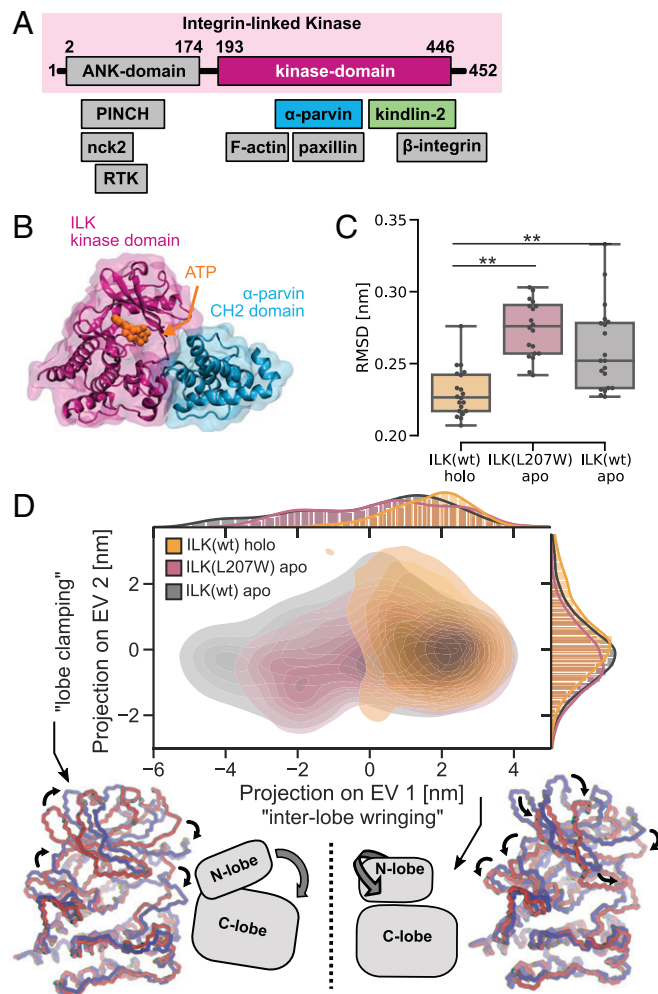 A
Integrin-linked Kinase
2 174 193 446
1 ANK-domain kinase-domain 452
PINCH α-parvin kindlin-2
nck2 F-actin paxillin β-integrin
RTK
B
ILK
kinase domain
ATP
α-parvin
CH2 domain
C
RMSD [nm]
0.35
0.30
0.25
0.20
**
**
ILK(wt) ILK(L207W) ILK(wt)
holo apo apo
D
ILK(wt) holo
ILK(L207W) apo
ILK(wt) apo
"lobe clamping"
Projection on EV 2 [nm]
2
0
−2
−6 −4 −2 0 2 4
Projection on EV 1 [nm]
"inter-lobe wringing"
N-lobe
C-lobe
N-lobe
C-lobe